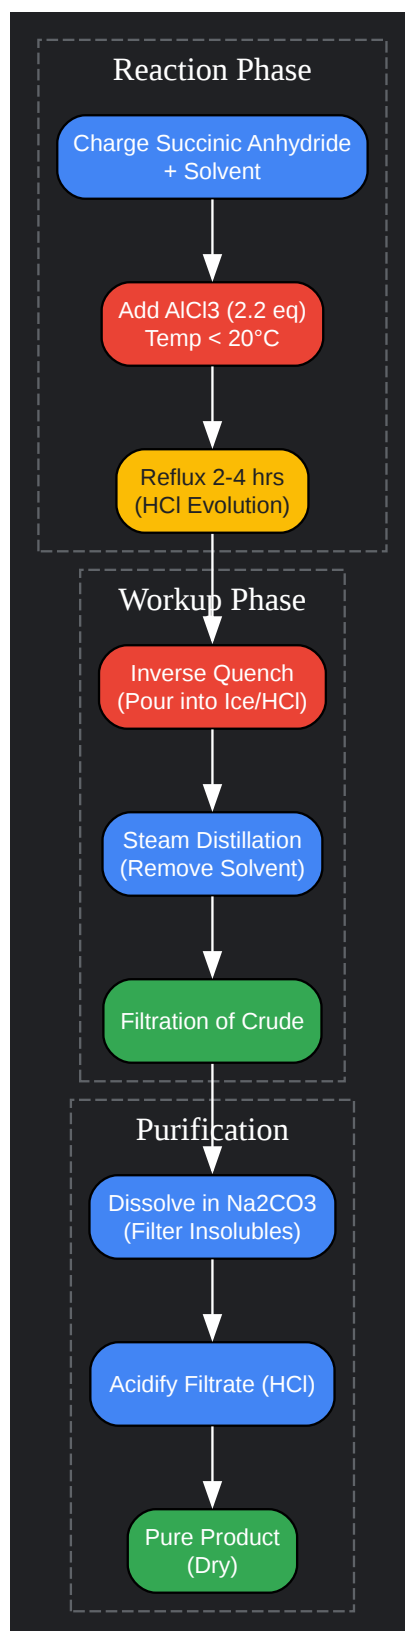 Reaction Phase
Charge Succinic Anhydride
+ Solvent
Add AlCl3 (2.2 eq)
Temp < 20°C
Reflux 2-4 hrs
(HCl Evolution)
Workup Phase
Inverse Quench
(Pour into Ice/HCl)
Steam Distillation
(Remove Solvent)
Filtration of Crude
Purification
Dissolve in Na2CO3
(Filter Insolubles)
Acidify Filtrate (HCl)
Pure Product
(Dry)